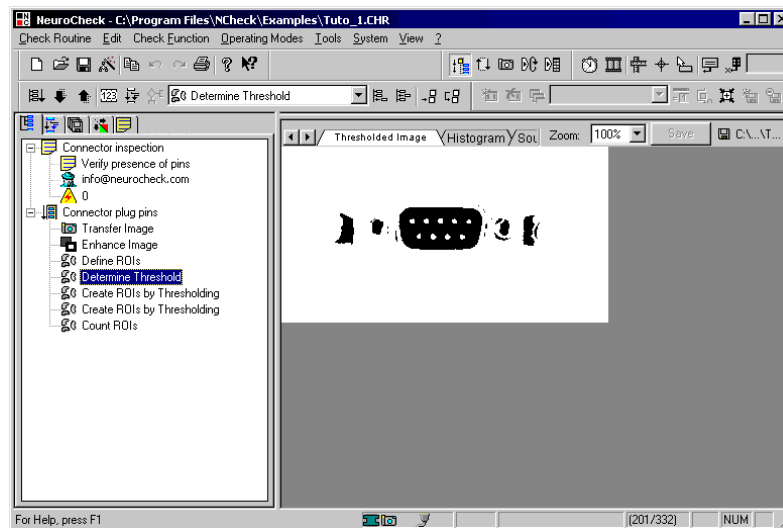 NeuroCheck - C:\Program Files\NCheck\Examples\Tuto_1.CHR
Check Routine Edit Check Function Operating Modes Tools System View ?
123 Determine Threshold
Thresholded Image Histogram Sou Zoom: 100% Save C:\...\T...
Connector inspection
Verify presence of pins
info@neurocheck.com
0
Connector plug pins
Transfer Image
Enhance Image
Define ROIs
Determine Threshold
Create ROIs by Thresholding
Create ROIs by Thresholding
Count ROIs
For Help, press F1 (201/332) NUM